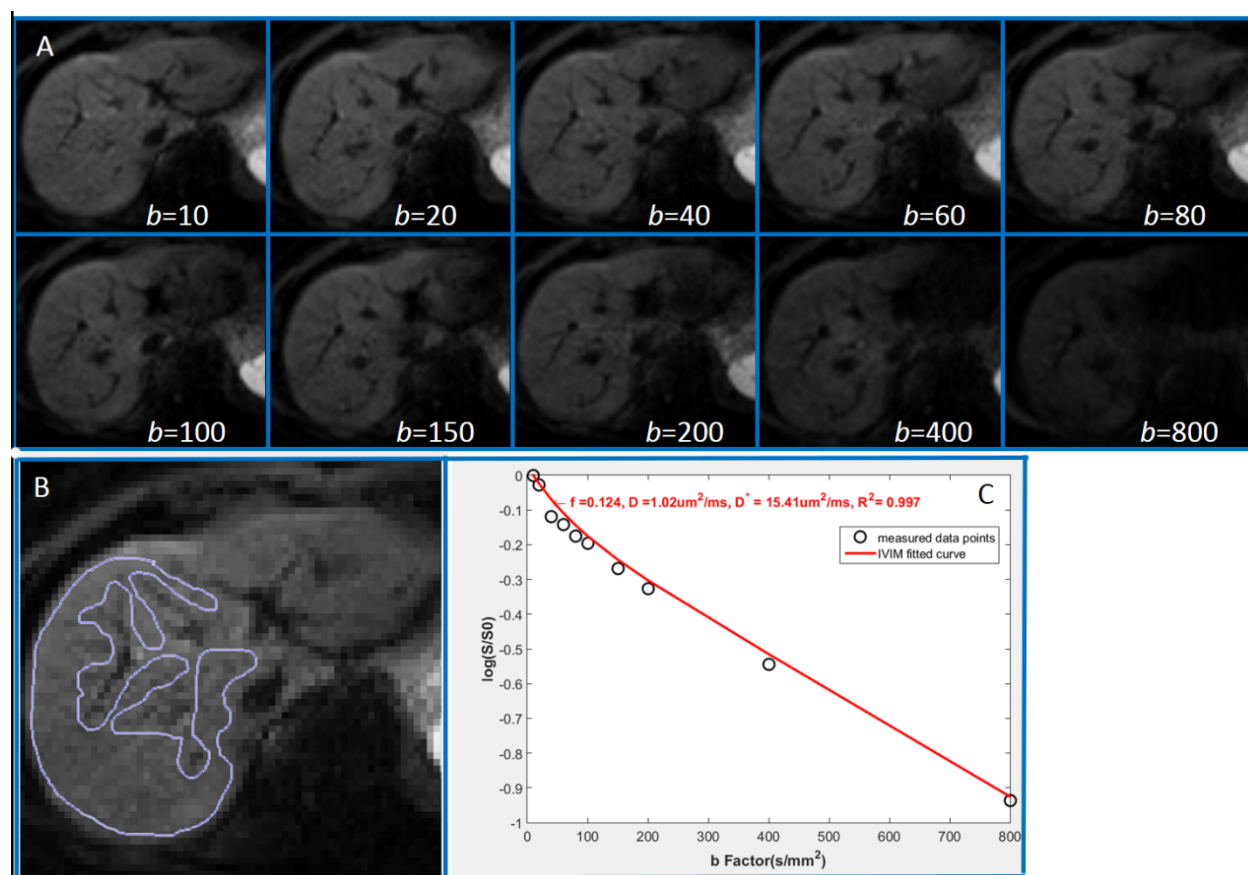 A
b=10
b=20
b=40
b=60
b=80
b=100
b=150
b=200
b=400
b=800
B
C
f =0.124, D =1.02um²/ms, D* = 15.41um²/ms, R²= 0.997
measured data points
IVIM fitted curve
log(S/S0)
0
-0.1
-0.2
-0.3
-0.4
-0.5
-0.6
-0.7
-0.8
-0.9
-1
0
100
200
300
400
500
600
700
800
b Factor(s/mm²)